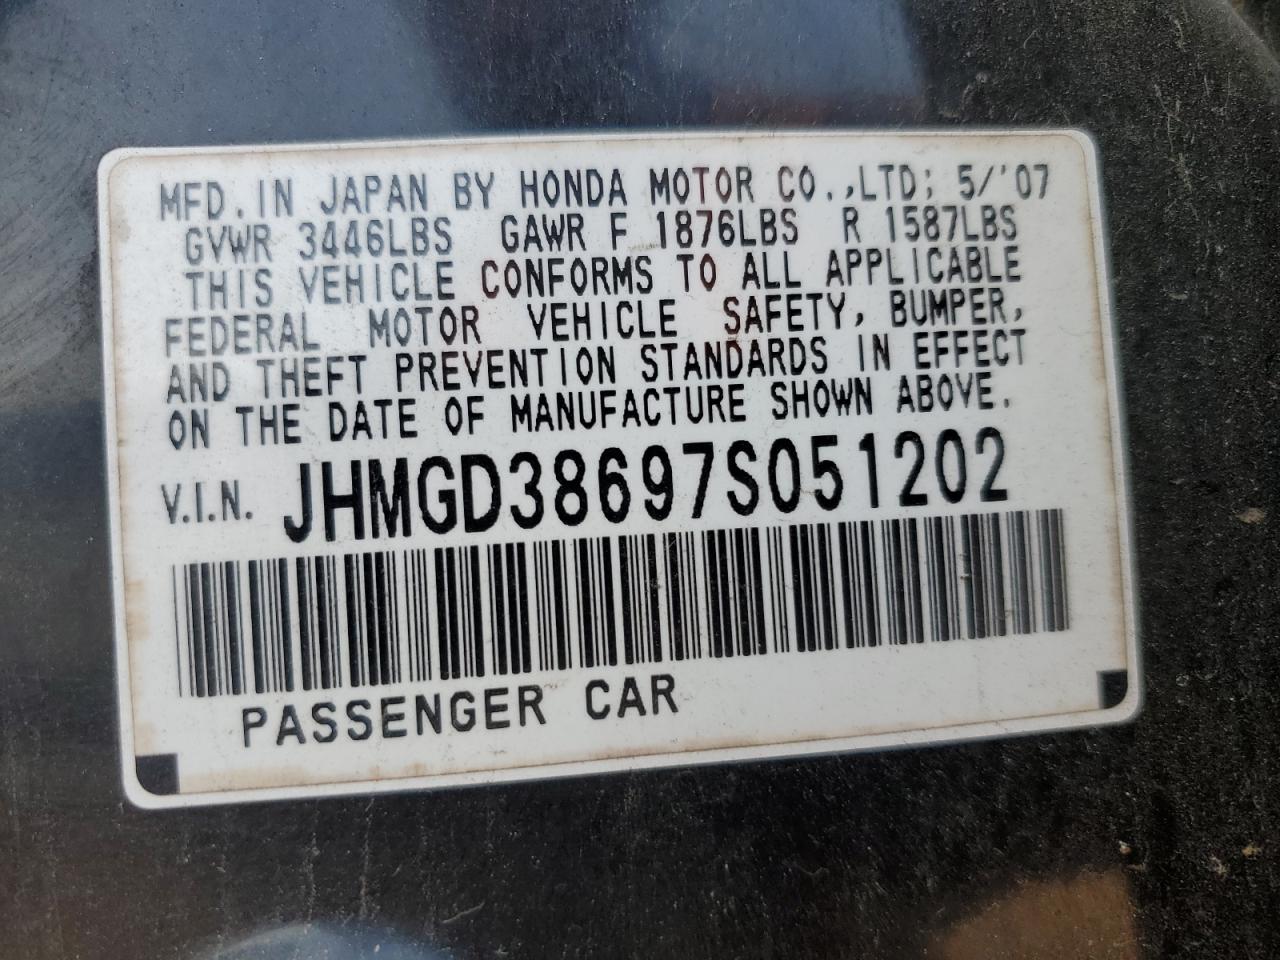 MFD. IN JAPAN BY HONDA MOTOR CO.,LTD; 5/'07
GVWR 3446LBS GAWR F 1876LBS R 1587LBS
THIS VEHICLE CONFORMS TO ALL APPLICABLE
FEDERAL MOTOR VEHICLE SAFETY, BUMPER,
AND THEFT PREVENTION STANDARDS IN EFFECT
ON THE DATE OF MANUFACTURE SHOWN ABOVE.
V.I.N. JHMGD38697S051202
PASSENGER CAR